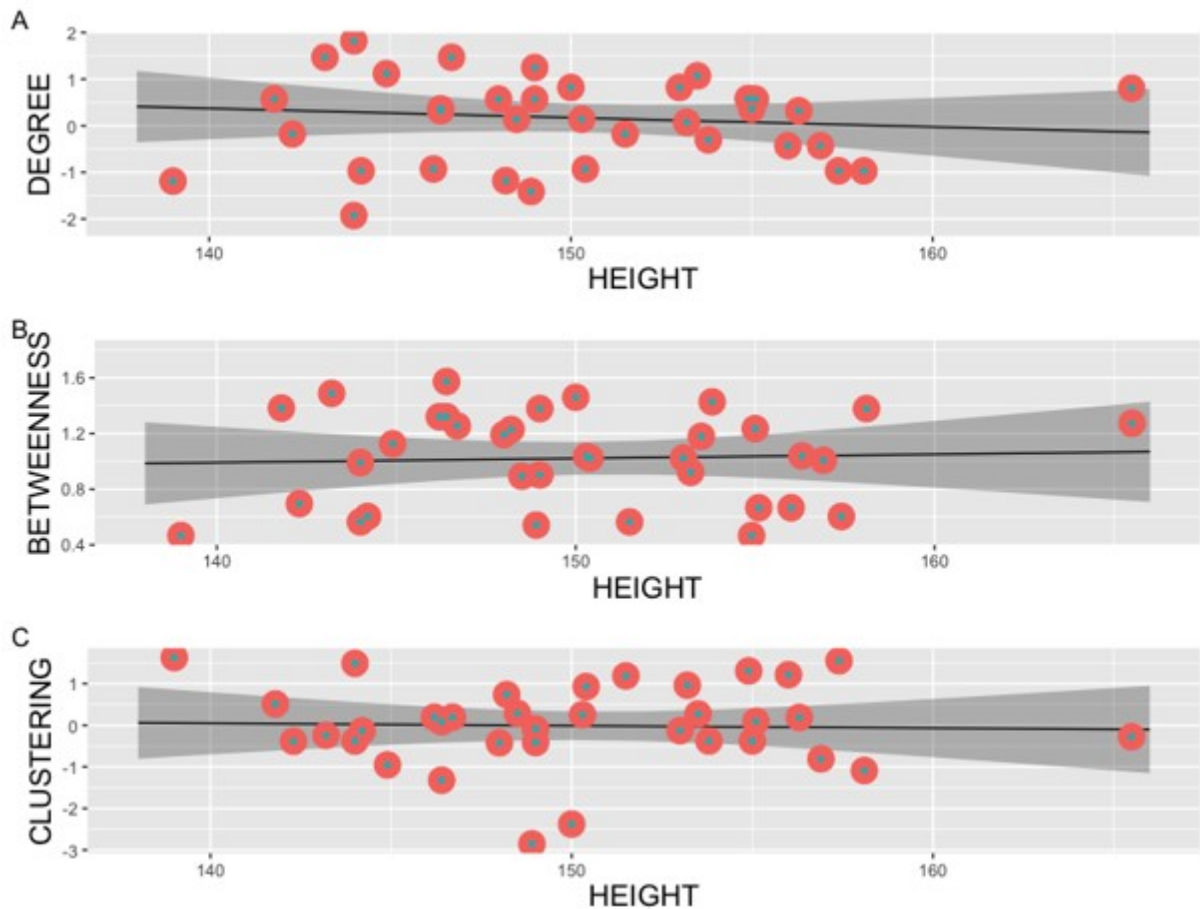 A
DEGREE
2
1
0
-1
-2
140 150 160
HEIGHT
B
BETWEENNESS
1.6
1.2
0.8
0.4
140 150 160
HEIGHT
C
CLUSTERING
1
0
-1
-2
-3
140 150 160
HEIGHT